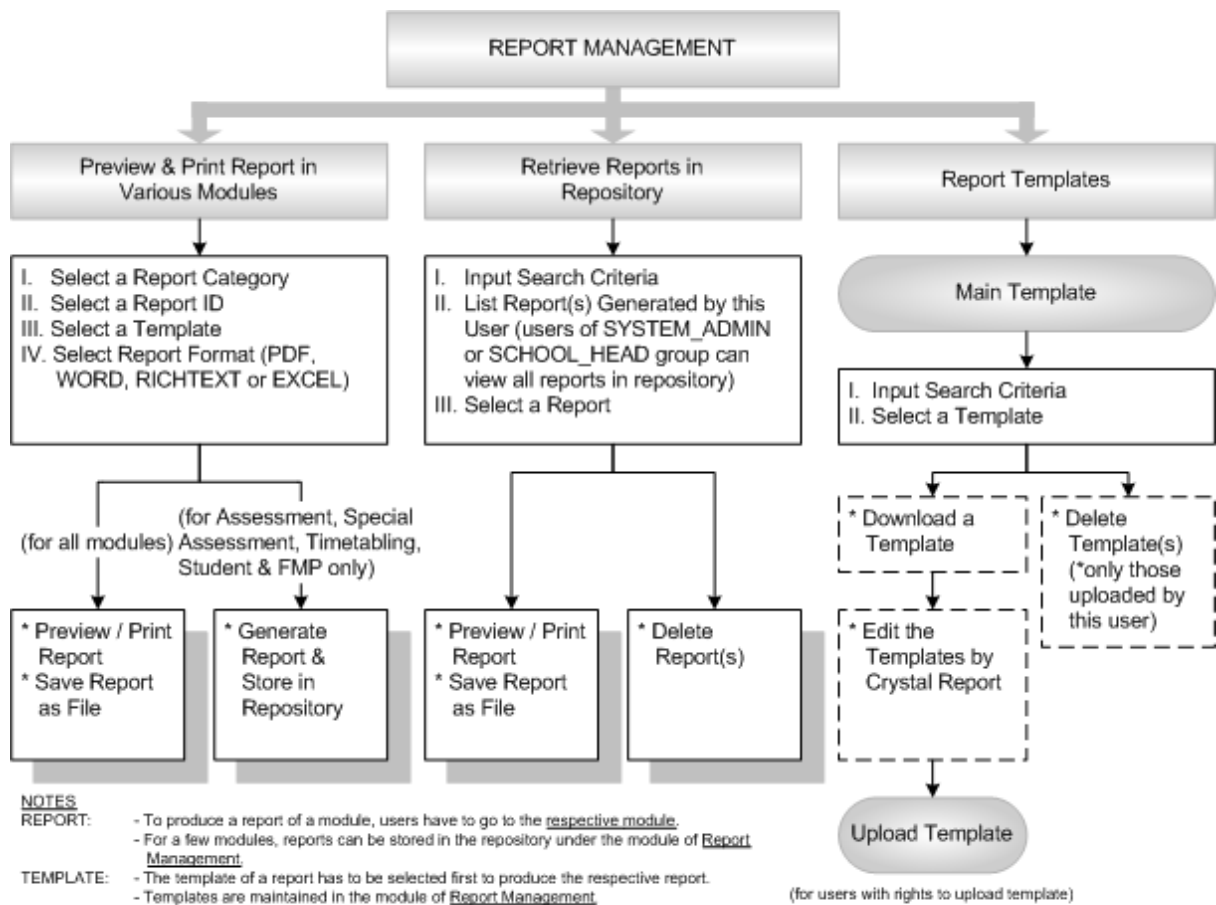 REPORT MANAGEMENT
Preview & Print Report in
Various Modules
Retrieve Reports in
Repository
Report Templates
I. Select a Report Category
II. Select a Report ID
III. Select a Template
IV. Select Report Format (PDF,
WORD, RICHTEXT or EXCEL)
I. Input Search Criteria
II. List Report(s) Generated by this
User (users of SYSTEM_ADMIN
or SCHOOL_HEAD group can
view all reports in repository)
III. Select a Report
Main Template
I. Input Search Criteria
II. Select a Template
(for all modules)
(for Assessment, Special
Assessment, Timetabling,
Student & FMP only)
* Preview / Print
Report
* Save Report
as File
* Generate
Report &
Store in
Repository
* Preview / Print
Report
* Save Report
as File
* Delete
Report(s)
* Download a
Template
* Delete
Template(s)
(*only those
uploaded by
this user)
* Edit the
Templates by
Crystal Report
Upload Template
(for users with rights to upload template)
NOTES
REPORT: - To produce a report of a module, users have to go to the respective module.
- For a few modules, reports can be stored in the repository under the module of Report
Management.
TEMPLATE: - The template of a report has to be selected first to produce the respective report.
- Templates are maintained in the module of Report Management